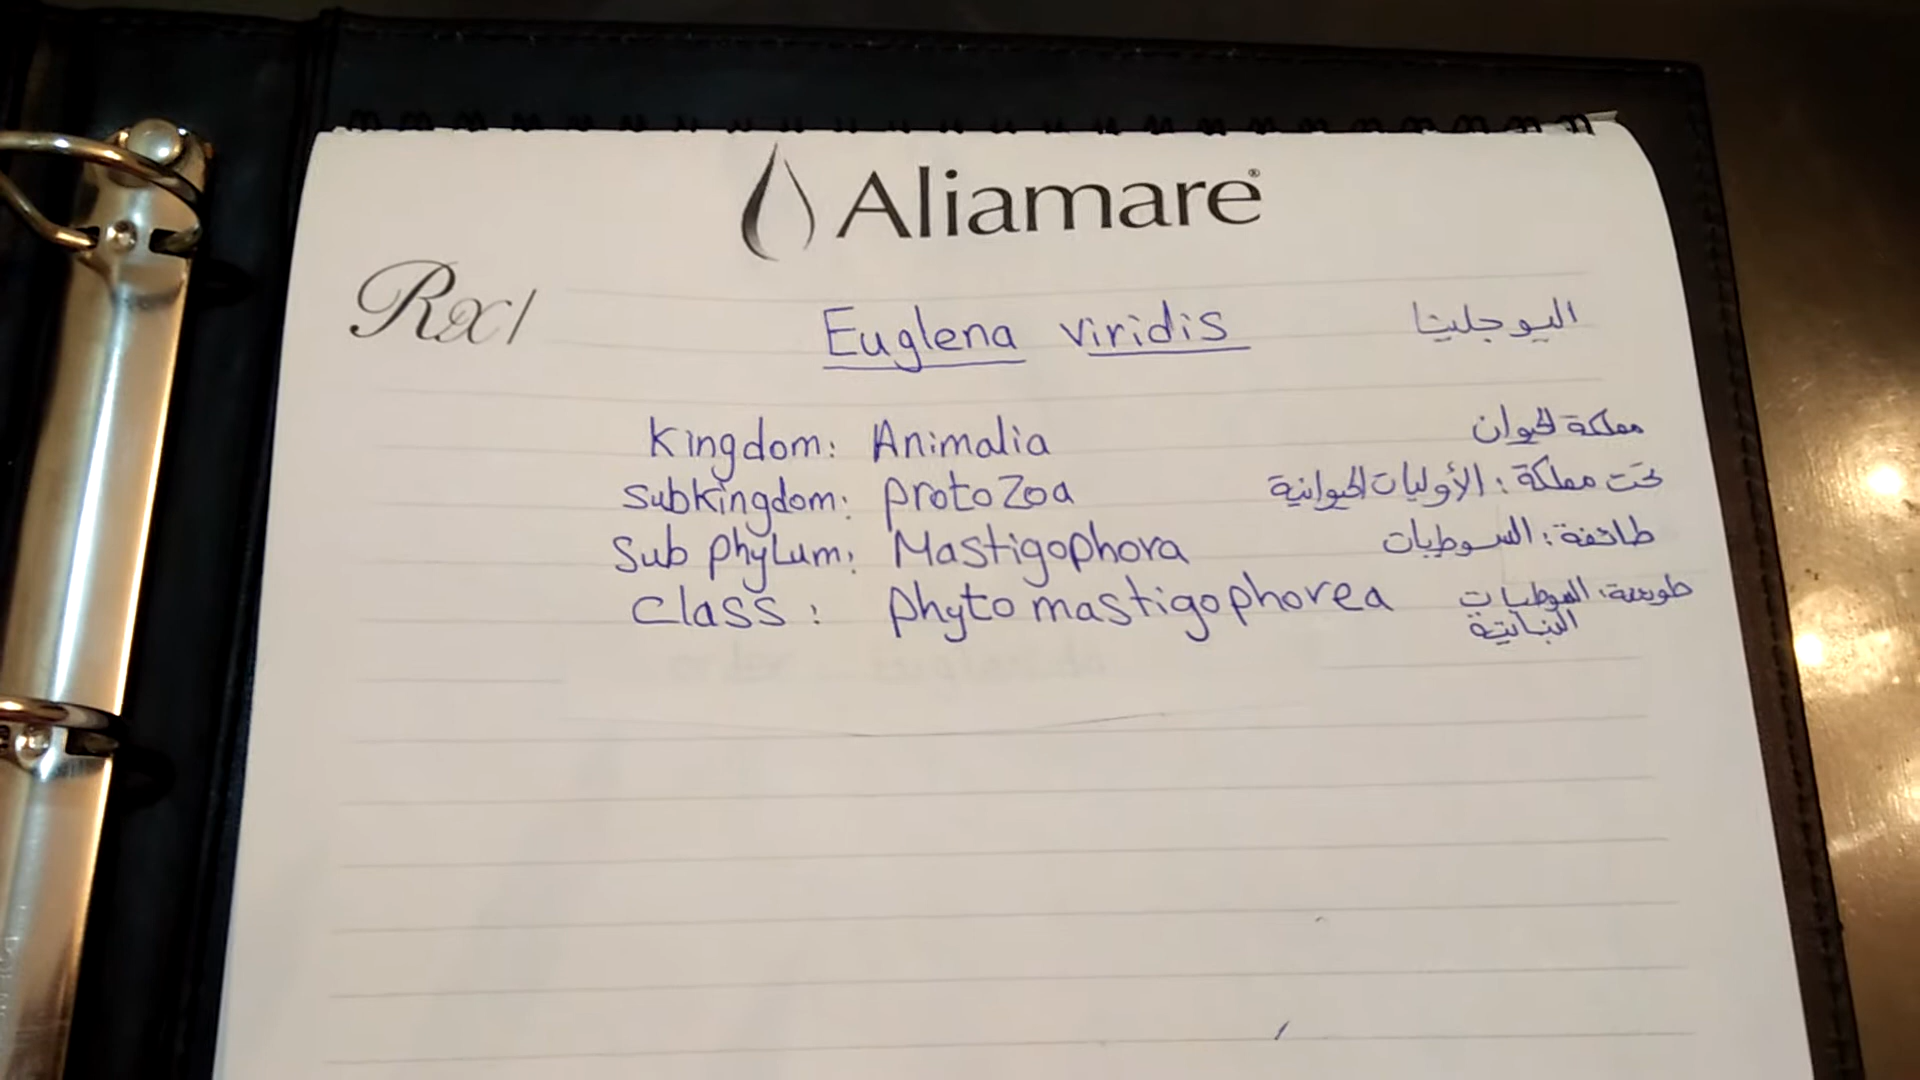 Aliamare®
Rx/
Euglena viridis اليوجلينا
Kingdom: Animalia مملكة الحيوان
Subkingdom: protozoa تحت مملكة: الأوليات الحيوانية
Sub phylum: Mastigophora طائفة: السوطيات
Class: phytomastigophorea طويئفة: السوطيات
النباتية